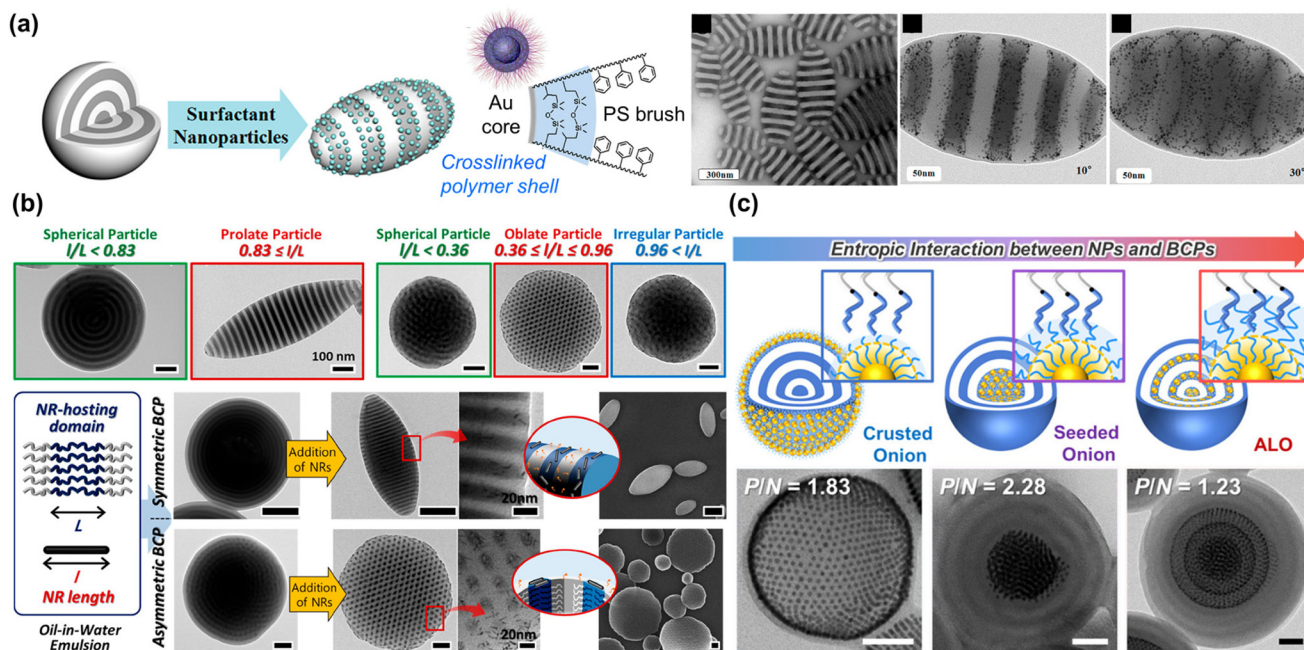 (a)
Surfactant
Nanoparticles
Au
core
PS brush
Crosslinked
polymer shell
300nm
50nm
10°
50nm
30°
(b)
Spherical Particle
l/L < 0.83
Prolate Particle
0.83 ≤ l/L
Spherical Particle
l/L < 0.36
Oblate Particle
0.36 ≤ l/L ≤ 0.96
Irregular Particle
0.96 < l/L
100 nm
NR-hosting
domain
L
l
NR length
Oil-in-Water
Emulsion
Symmetric BCP
Addition
of NRs
20nm
Asymmetric BCP
Addition
of NRs
20nm
(c)
Entropic Interaction between NPs and BCPs
Crusted
Onion
Seeded
Onion
ALO
P/N = 1.83
P/N = 2.28
P/N = 1.23